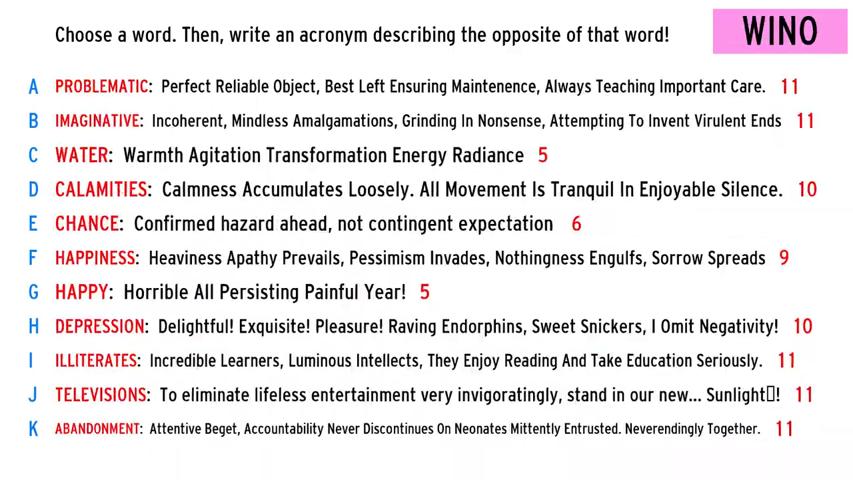 Choose a word. Then, write an acronym describing the opposite of that word!
WINO
A PROBLEMATIC: Perfect Reliable Object, Best Left Ensuring Maintenence, Always Teaching Important Care. 11
B IMAGINATIVE: Incoherent, Mindless Amalgamations, Grinding In Nonsense, Attempting To Invent Virulent Ends 11
C WATER: Warmth Agitation Transformation Energy Radiance 5
D CALAMITIES: Calmness Accumulates Loosely. All Movement Is Tranquil In Enjoyable Silence. 10
E CHANCE: Confirmed hazard ahead, not contingent expectation 6
F HAPPINESS: Heaviness Apathy Prevails, Pessimism Invades, Nothingness Engulfs, Sorrow Spreads 9
G HAPPY: Horrible All Persisting Painful Year! 5
H DEPRESSION: Delightful! Exquisite! Pleasure! Raving Endorphins, Sweet Snickers, I Omit Negativity! 10
I ILLITERATES: Incredible Learners, Luminous Intellects, They Enjoy Reading And Take Education Seriously. 11
J TELEVISIONS: To eliminate lifeless entertainment very invigoratingly, stand in our new... Sunlight▯! 11
K ABANDONMENT: Attentive Beget, Accountability Never Discontinues On Neonates Mittently Entrusted. Neverendingly Together. 11